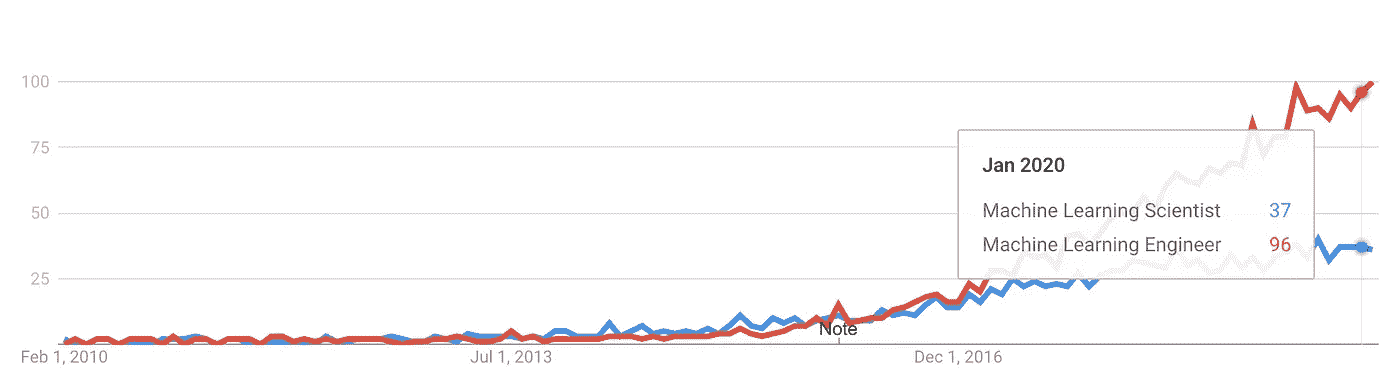 100
75
Jan 2020
50
Machine Learning Scientist 37
Machine Learning Engineer 96
25
Note
Feb 1, 2010 Jul 1, 2013 Dec 1, 2016